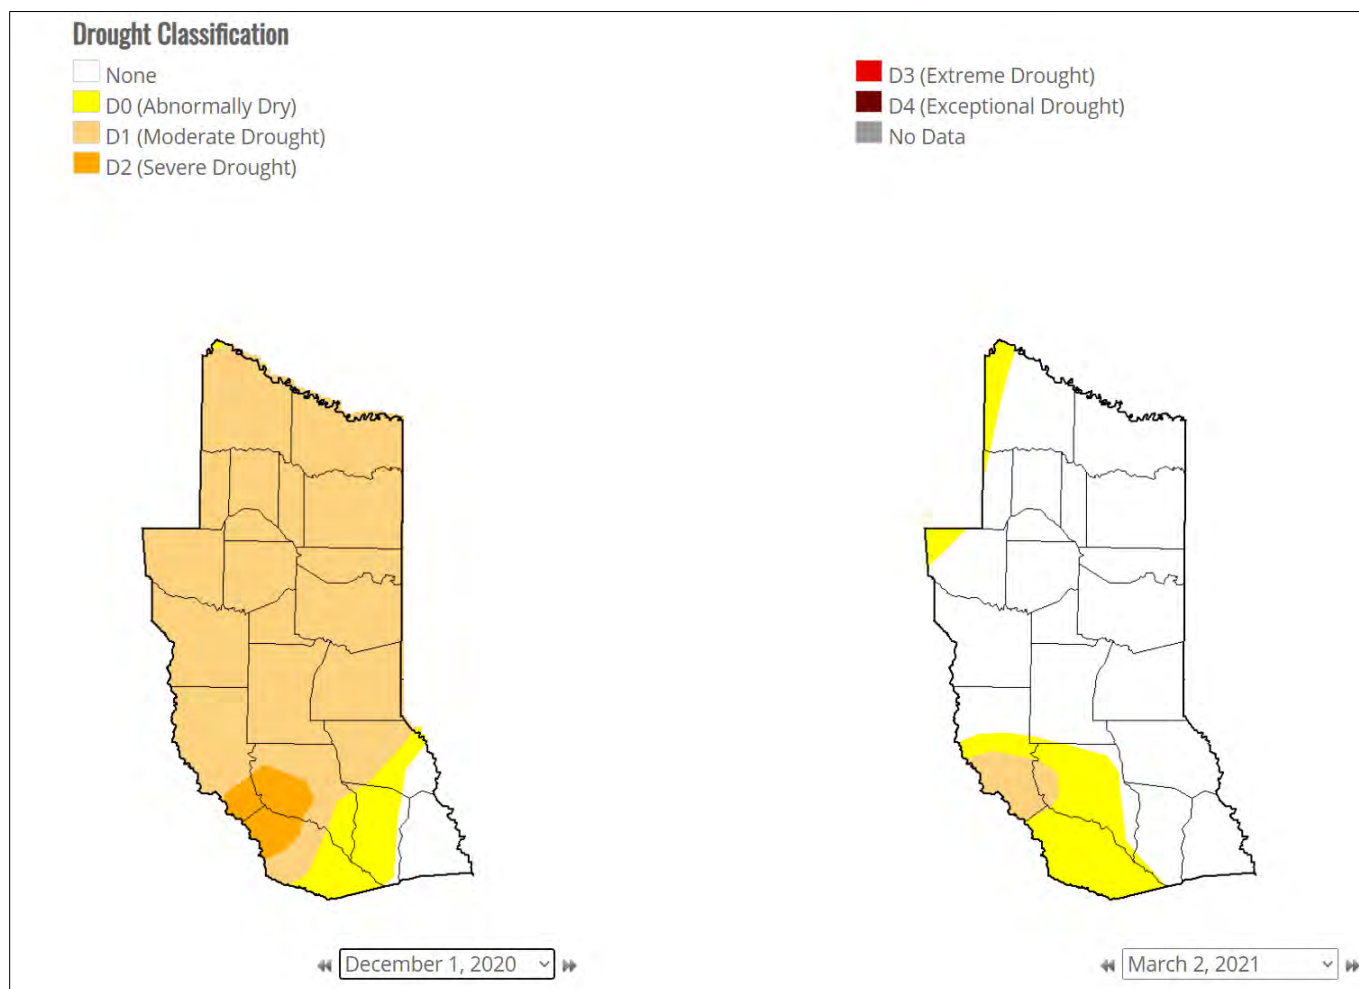 Drought Classification
None
D0 (Abnormally Dry)
D1 (Moderate Drought)
D2 (Severe Drought)
D3 (Extreme Drought)
D4 (Exceptional Drought)
No Data
December 1, 2020
March 2, 2021